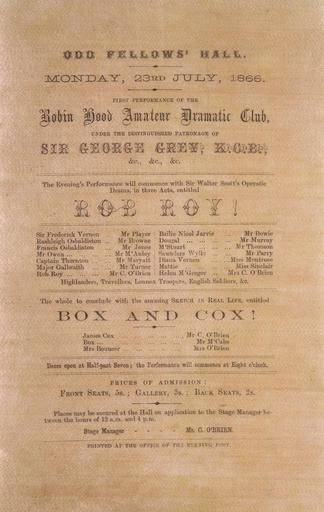 ODD FELLOWS' HALL.
MONDAY, 23RD JULY, 1866.
FIRST PERFORMANCE OF THE
Robin Hood Amateur Dramatic Club,
UNDER THE DISTINGUISHED PATRONAGE OF
SIR GEORGE GREY, K.C.B.,
&c., &c., &c.
The Evening's Performance will commence with Sir Walter Scott's Operatic
Drama, in three Acts, entitled
ROB ROY!
Sir Frederick Vernon Mr Player Bailie Nicol Jarvie Mr Bowie
Rashleigh Osbaldiston Mr Browne Dougal Mr Murray
Francis Osbaldiston Mr Jones M'Stuart Mr Thomson
Mr Owen Mr M'Auley Saunders Wylie Mr Parry
Captain Thornton Mr Maryatt Diana Vernon Miss Montrose
Major Galbraith Mr Turner Mattie Miss Sinclair
Rob Roy Mr C. O'Brien Helen M'Gregor Mrs C. O'Brien
Highlanders, Travellers, Lennox Troopers, English Soldiers, &c.
The whole to conclude with the amusing SKETCH IN REAL LIFE, entitled
BOX AND COX!
James Cox Mr C. O'Brien
Box Mr M'Cabe
Mrs Bouncer Mrs O'Brien
Doors open at Half-past Seven; the Performance will commence at Eight o'clock.
PRICES OF ADMISSION:
FRONT SEATS, 5s.; GALLERY, 3s.; BACK SEATS, 2s.
Places may be secured at the Hall on application to the Stage Manager be-
tween the hours of 12 a.m. and 4 p.m.
Stage Manager - - - - Mr. C. O'BRIEN.
PRINTED AT THE OFFICE OF THE EVENING POST.